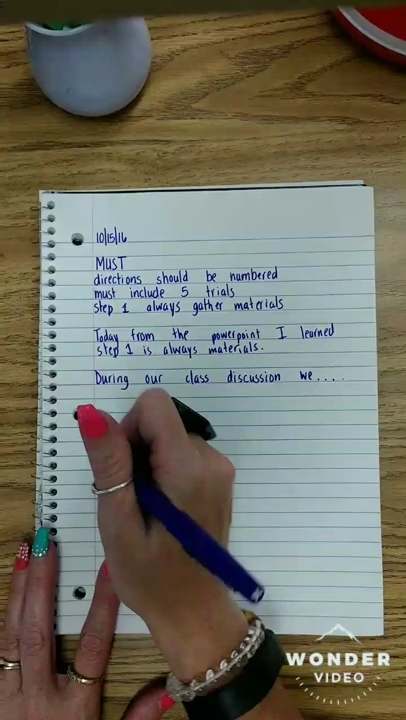 10/15/16
MUST
directions should be numbered
must include 5 trials
step 1 always gather materials
Today from the powerpoint I learned
step 1 is always materials.
During our class discussion we....
WONDER
VIDEO